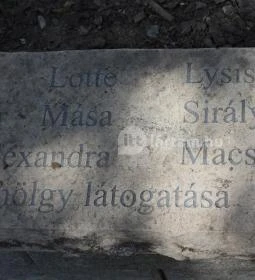 Lotte Lysis
r Mása Sirály
exandra Macs
hölgy látogatása